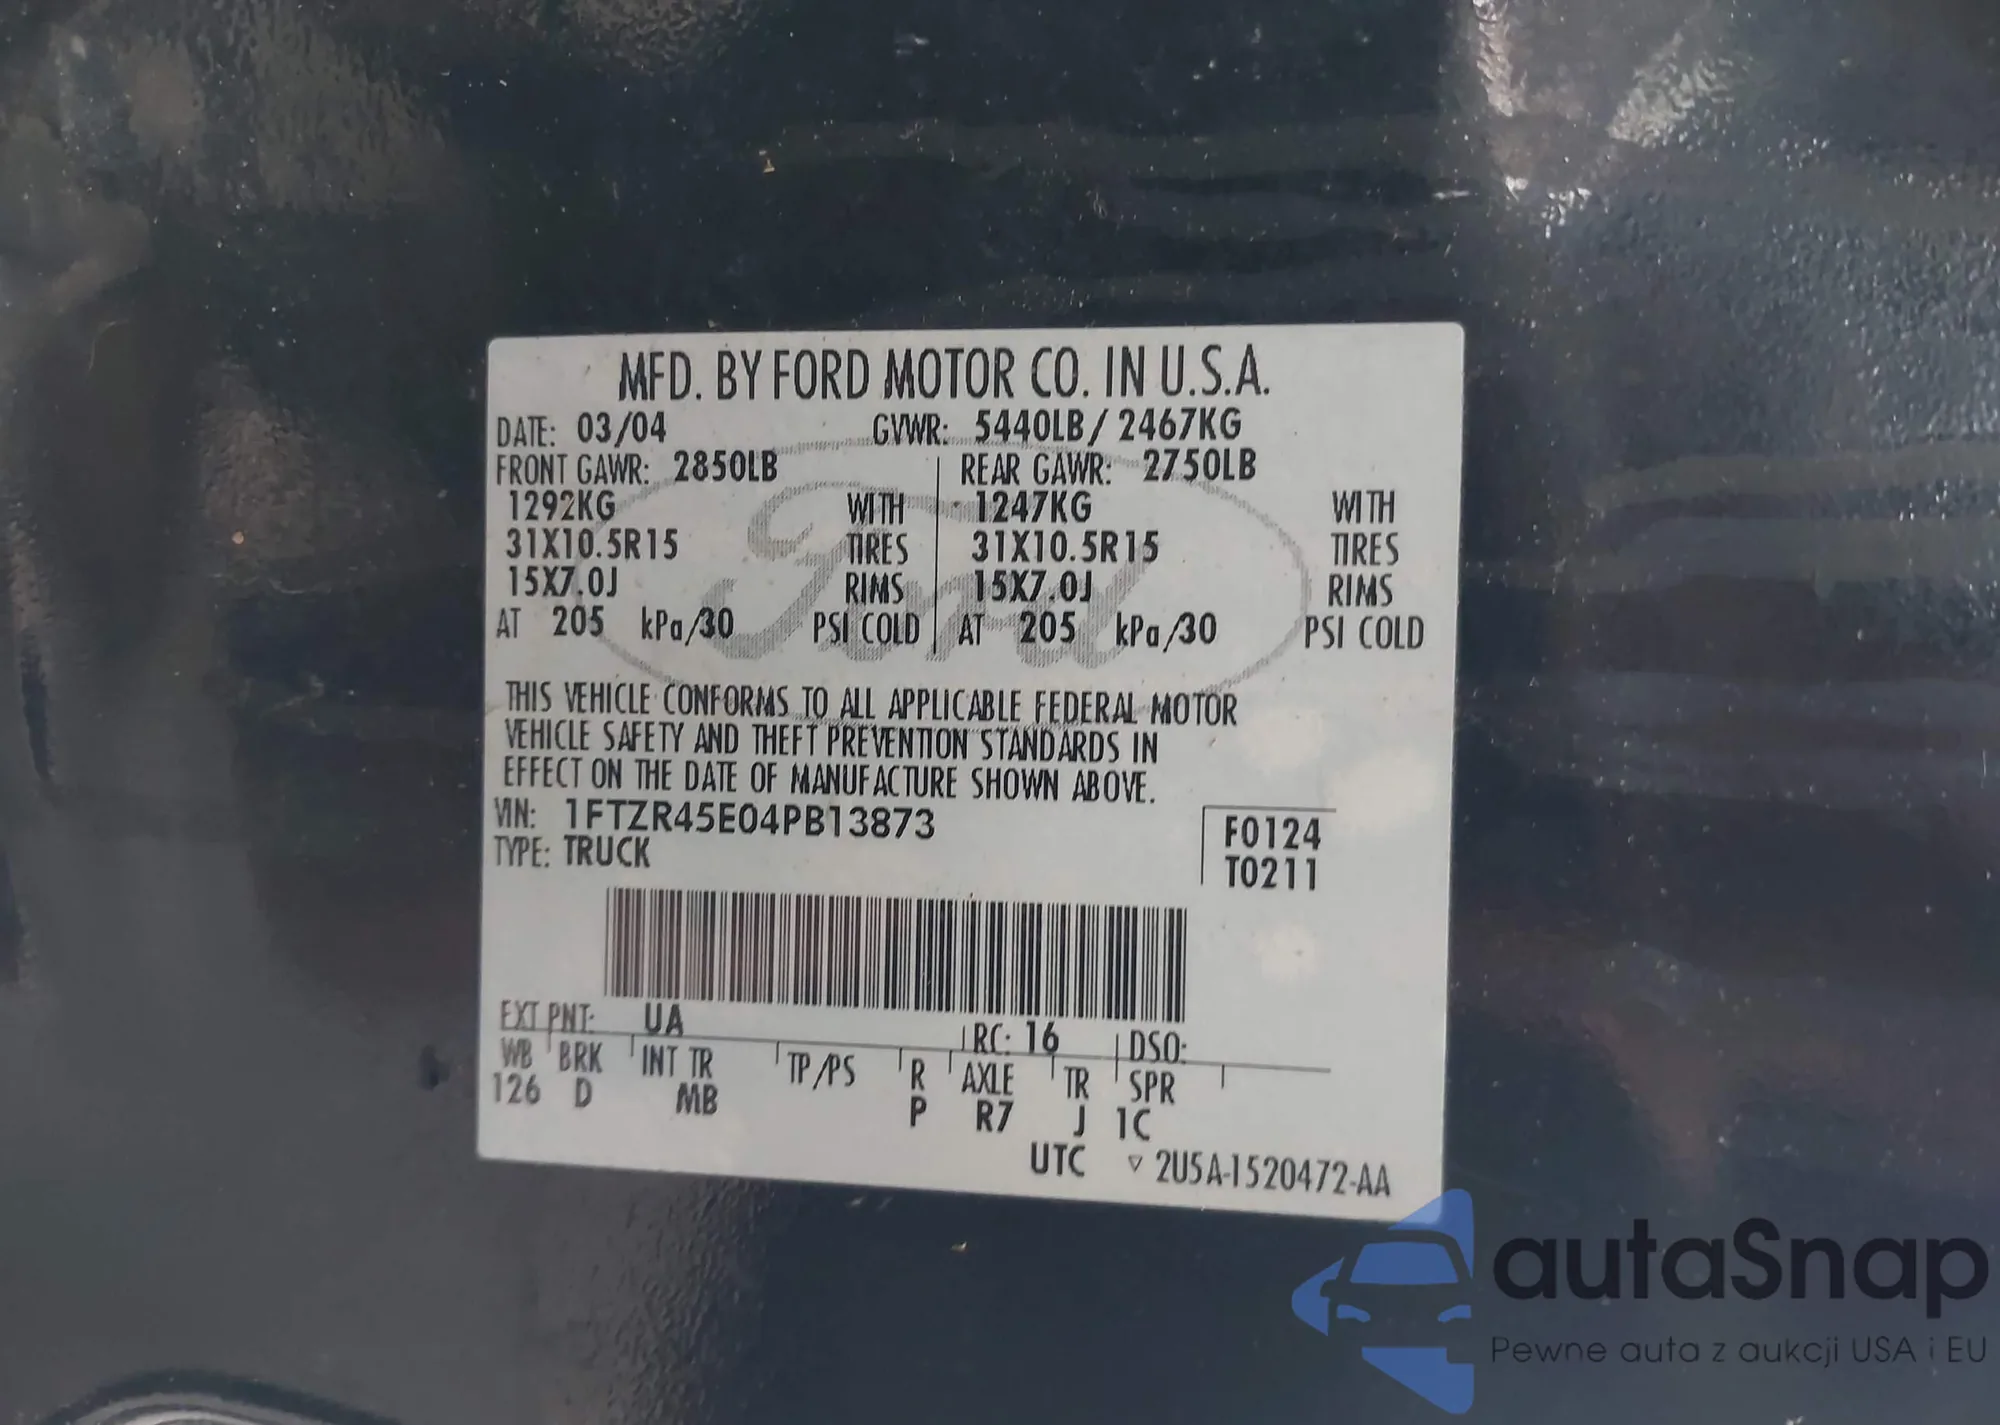 MFD. BY FORD MOTOR CO. IN U.S.A.
DATE: 03/04 GVWR: 5440LB / 2467KG
FRONT GAWR: 2850LB REAR GAWR: 2750LB
1292KG WITH 1247KG WITH
31X10.5R15 TIRES 31X10.5R15 TIRES
15X7.0J RIMS 15X7.0J RIMS
AT 205 kPa/30 PSI COLD AT 205 kPa/30 PSI COLD
Ford
THIS VEHICLE CONFORMS TO ALL APPLICABLE FEDERAL MOTOR
VEHICLE SAFETY AND THEFT PREVENTION STANDARDS IN
EFFECT ON THE DATE OF MANUFACTURE SHOWN ABOVE.
VIN: 1FTZR45E04PB13873
TYPE: TRUCK
F0124
T0211
EXT PNT: UA RC: 16 DSO:
WB BRK INT TR TP/PS R AXLE TR SPR
126 D MB P R7 J 1C
UTC ▽ 2U5A-1520472-AA
autaSnap
Pewne auta z aukcji USA i EU